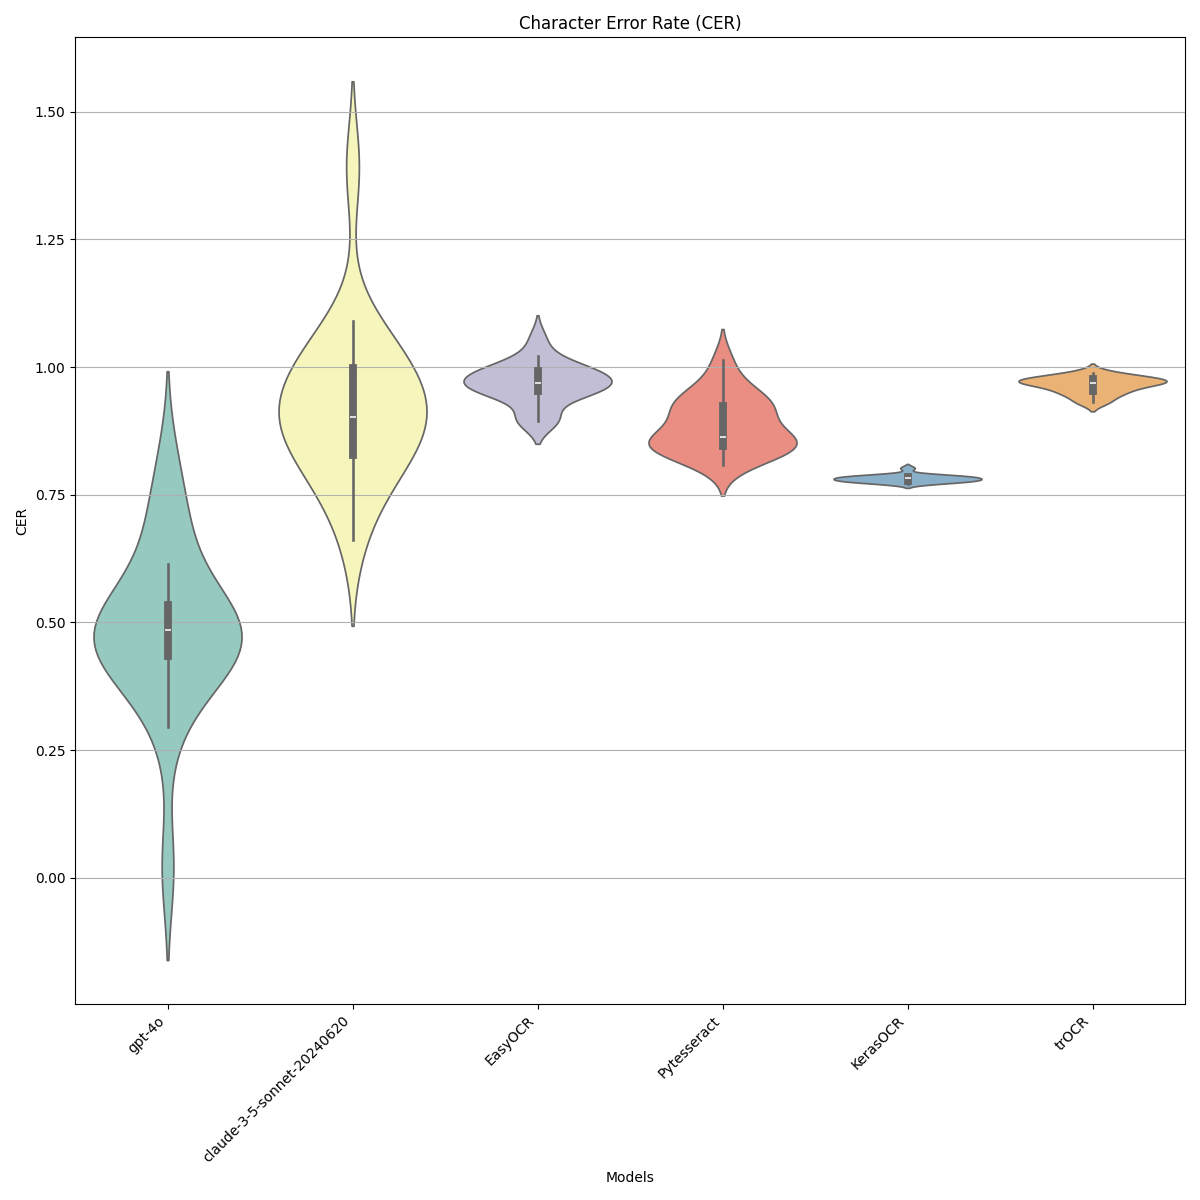 Character Error Rate (CER)
1.50
1.25
1.00
0.75
0.50
0.25
0.00
CER
gpt-4o
claude-3-5-sonnet-20240620
EasyOCR
Pytesseract
KerasOCR
trOCR
Models